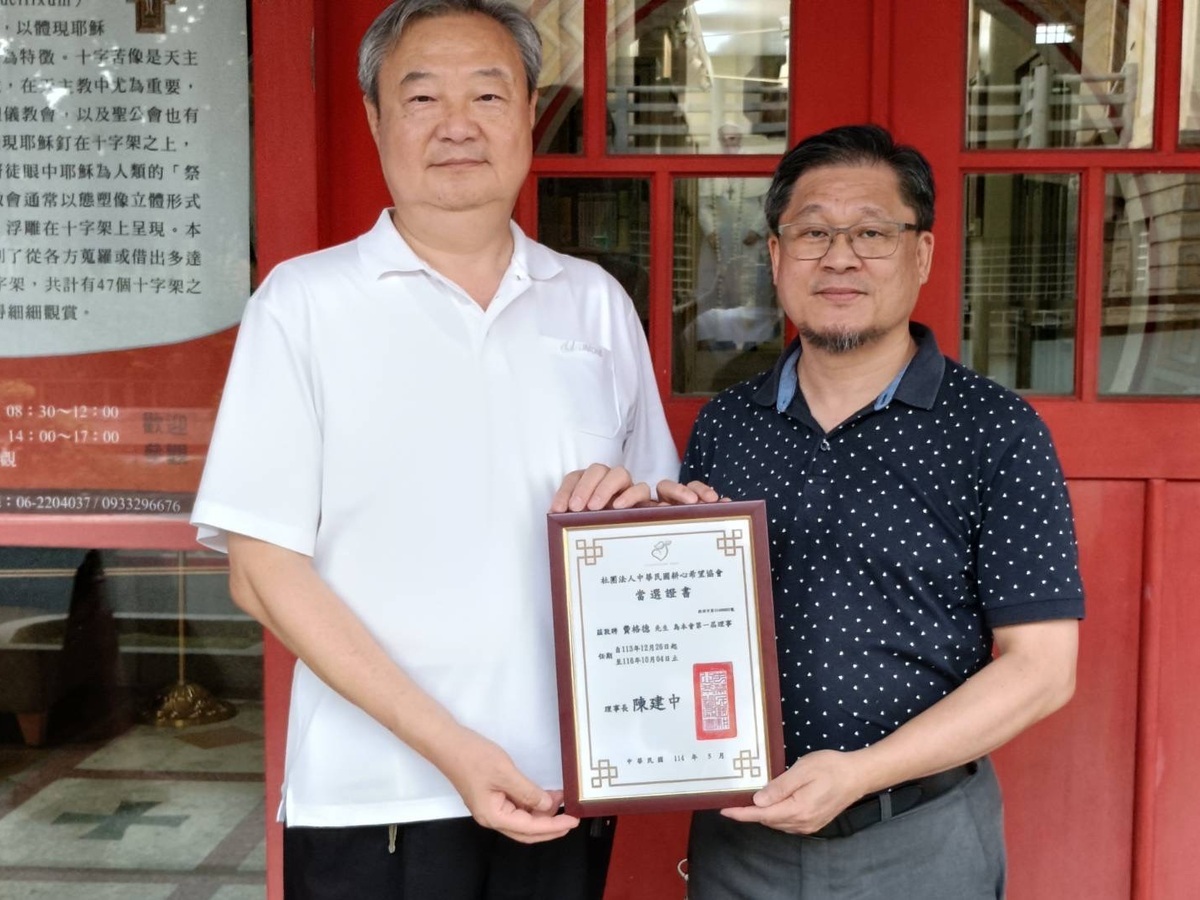 ucifixum）
，以體現耶穌
為特徵。十字苦像是天主
，在天主教中尤為重要，
儀教會，以及聖公會也有
現耶穌釘在十字架之上，
徒眼中耶穌為人類的「祭
會通常以態塑像立體形式
浮雕在十字架上呈現。本
了從各方蒐羅或借出多達
字架，共計有47個十字架之
細細觀賞。
08：30～12：00
14：00～17：00
觀
歡迎
參觀
：06-2204037 / 0933296676
社團法人中華民國耕心希望協會
當選證書
茲敦聘 費格德 先生 為本會第一屆理事
任期 自113年12月20日起
至116年10月04日止
理事長 陳建中
中華民國 114 年 5 月